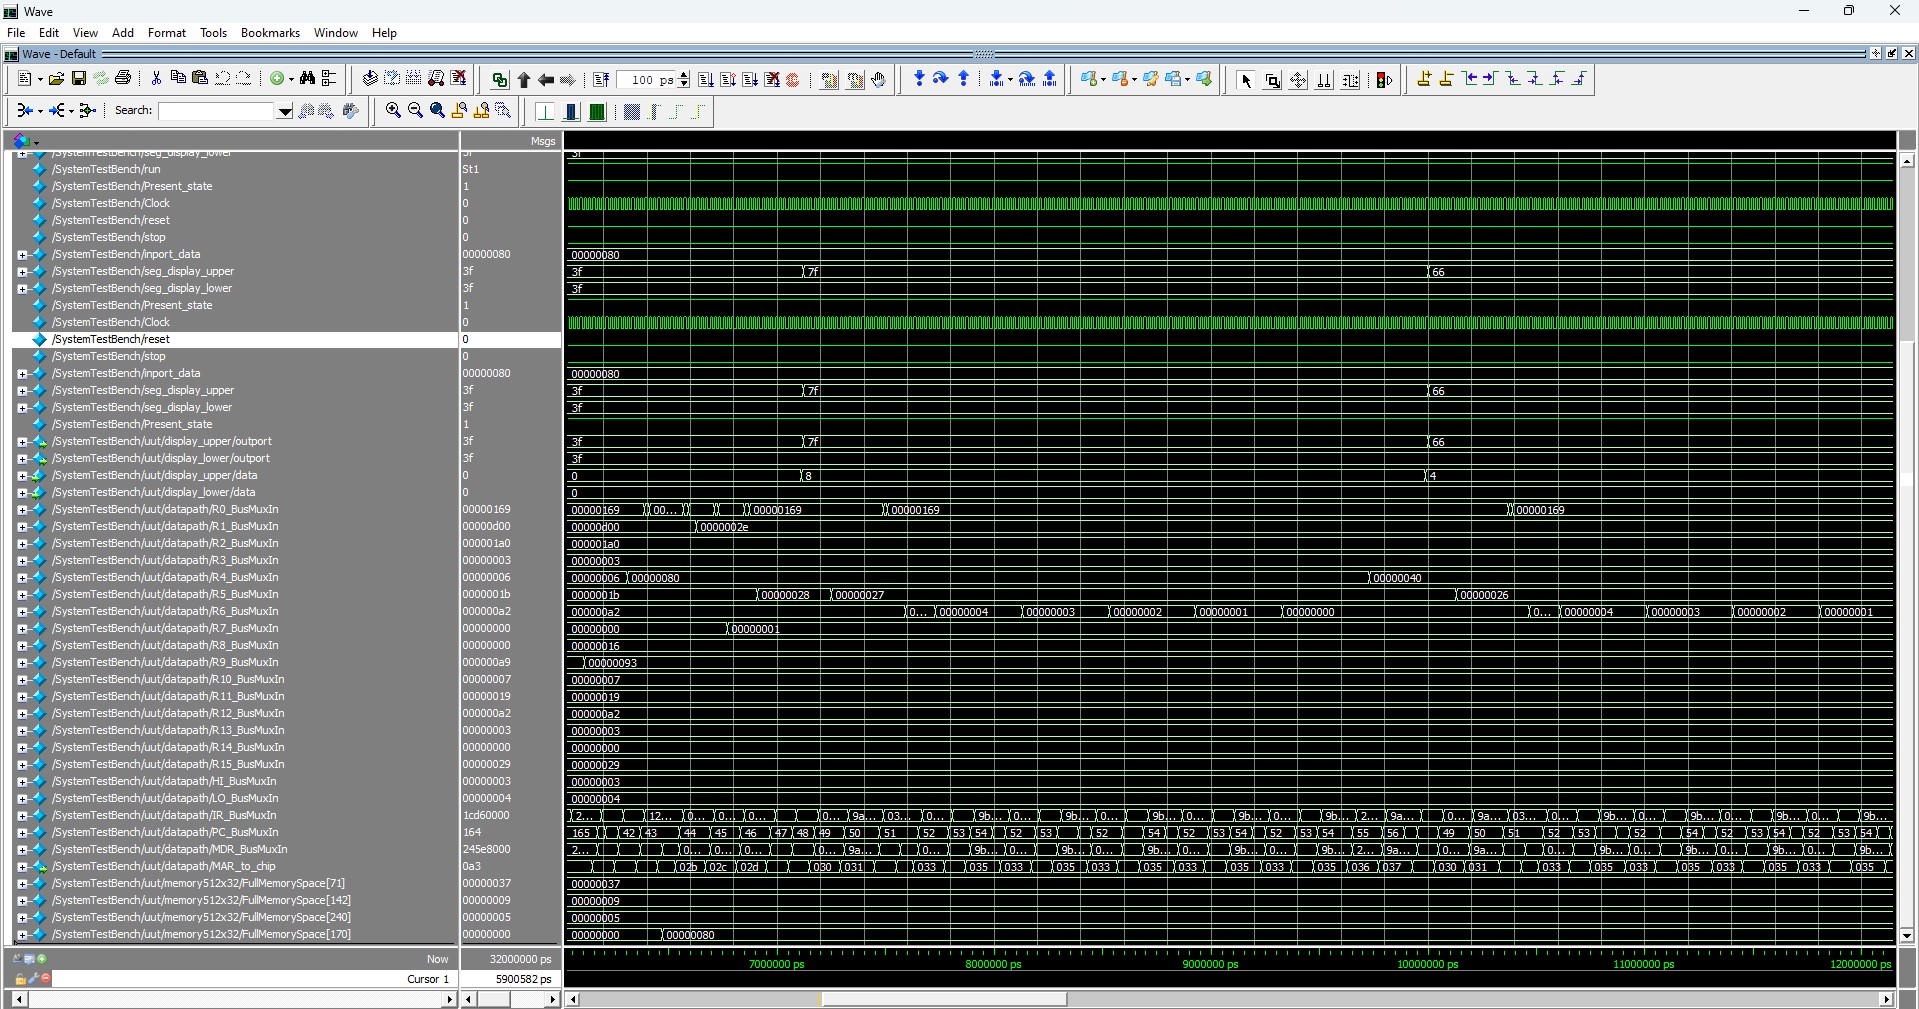 Wave
File Edit View Add Format Tools Bookmarks Window Help
Wave - Default
100 ps
Search:
Msgs
/SystemTestBench/seg_display_lower 3f 3f
/SystemTestBench/run St1
/SystemTestBench/Present_state 1
/SystemTestBench/Clock 0
/SystemTestBench/reset 0
/SystemTestBench/stop 0
/SystemTestBench/inport_data 00000080 00000080
/SystemTestBench/seg_display_upper 3f 3f 7f 66
/SystemTestBench/seg_display_lower 3f 3f
/SystemTestBench/Present_state 1
/SystemTestBench/Clock 0
/SystemTestBench/reset 0
/SystemTestBench/stop 0
/SystemTestBench/inport_data 00000080 00000080
/SystemTestBench/seg_display_upper 3f 3f 7f 66
/SystemTestBench/seg_display_lower 3f 3f
/SystemTestBench/Present_state 1
/SystemTestBench/uut/display_upper/outport 3f 3f 7f 66
/SystemTestBench/uut/display_lower/outport 3f 3f
/SystemTestBench/uut/display_upper/data 0 0 8 4
/SystemTestBench/uut/display_lower/data 0 0
/SystemTestBench/uut/datapath/R0_BusMuxIn 00000169 00000169 00... 00000169 00000169 00000169
/SystemTestBench/uut/datapath/R1_BusMuxIn 00000d00 00000d00 0000002e
/SystemTestBench/uut/datapath/R2_BusMuxIn 000001a0 000001a0
/SystemTestBench/uut/datapath/R3_BusMuxIn 00000003 00000003
/SystemTestBench/uut/datapath/R4_BusMuxIn 00000006 00000006 00000080 00000040
/SystemTestBench/uut/datapath/R5_BusMuxIn 0000001b 0000001b 00000028 00000027 00000026
/SystemTestBench/uut/datapath/R6_BusMuxIn 000000a2 000000a2 0... 00000004 00000003 00000002 00000001 00000000 0... 00000004 00000003 00000002 00000001
/SystemTestBench/uut/datapath/R7_BusMuxIn 00000000 00000000 00000001
/SystemTestBench/uut/datapath/R8_BusMuxIn 00000000 00000016
/SystemTestBench/uut/datapath/R9_BusMuxIn 000000a9 00000093
/SystemTestBench/uut/datapath/R10_BusMuxIn 00000007 00000007
/SystemTestBench/uut/datapath/R11_BusMuxIn 00000019 00000019
/SystemTestBench/uut/datapath/R12_BusMuxIn 000000a2 000000a2
/SystemTestBench/uut/datapath/R13_BusMuxIn 00000003 00000003
/SystemTestBench/uut/datapath/R14_BusMuxIn 00000000 00000000
/SystemTestBench/uut/datapath/R15_BusMuxIn 00000029 00000029
/SystemTestBench/uut/datapath/HI_BusMuxIn 00000003 00000003
/SystemTestBench/uut/datapath/LO_BusMuxIn 00000004 00000004
/SystemTestBench/uut/datapath/IR_BusMuxIn 1cd60000 2... 12... 0... 0... 0... 0... 9a... 03... 0... 9b... 0... 9b... 0... 9b... 0... 9b... 0... 9b... 2... 9a... 0... 9a... 03... 0... 9b... 0... 9b... 0... 9b... 0... 9b...
/SystemTestBench/uut/datapath/PC_BusMuxIn 164 165 42 43 44 45 46 47 48 49 50 51 52 53 54 52 53 52 54 52 53 54 52 53 54 55 56 49 50 51 52 53 52 54 52 53 54 52 53 54
/SystemTestBench/uut/datapath/MDR_BusMuxIn 245e8000 2... 0... 0... 0... 0... 9a... 0... 9b... 0... 9b... 0... 9b... 0... 9b... 0... 9b... 2... 9a... 0... 9a... 0... 9b... 0... 9b... 0... 9b... 0... 9b...
/SystemTestBench/uut/datapath/MAR_to_chip 0a3 02b 02c 02d 030 031 033 035 033 035 033 035 033 035 033 035 036 037 030 031 033 035 033 035 033 035 033 035
/SystemTestBench/uut/memory512x32/FullMemorySpace[71] 00000037 00000037
/SystemTestBench/uut/memory512x32/FullMemorySpace[142] 00000009 00000009
/SystemTestBench/uut/memory512x32/FullMemorySpace[240] 00000005 00000005
/SystemTestBench/uut/memory512x32/FullMemorySpace[170] 00000000 00000000 00000080
Now 32000000 ps 7000000 ps 8000000 ps 9000000 ps 10000000 ps 11000000 ps 12000000 ps
Cursor 1 5900582 ps